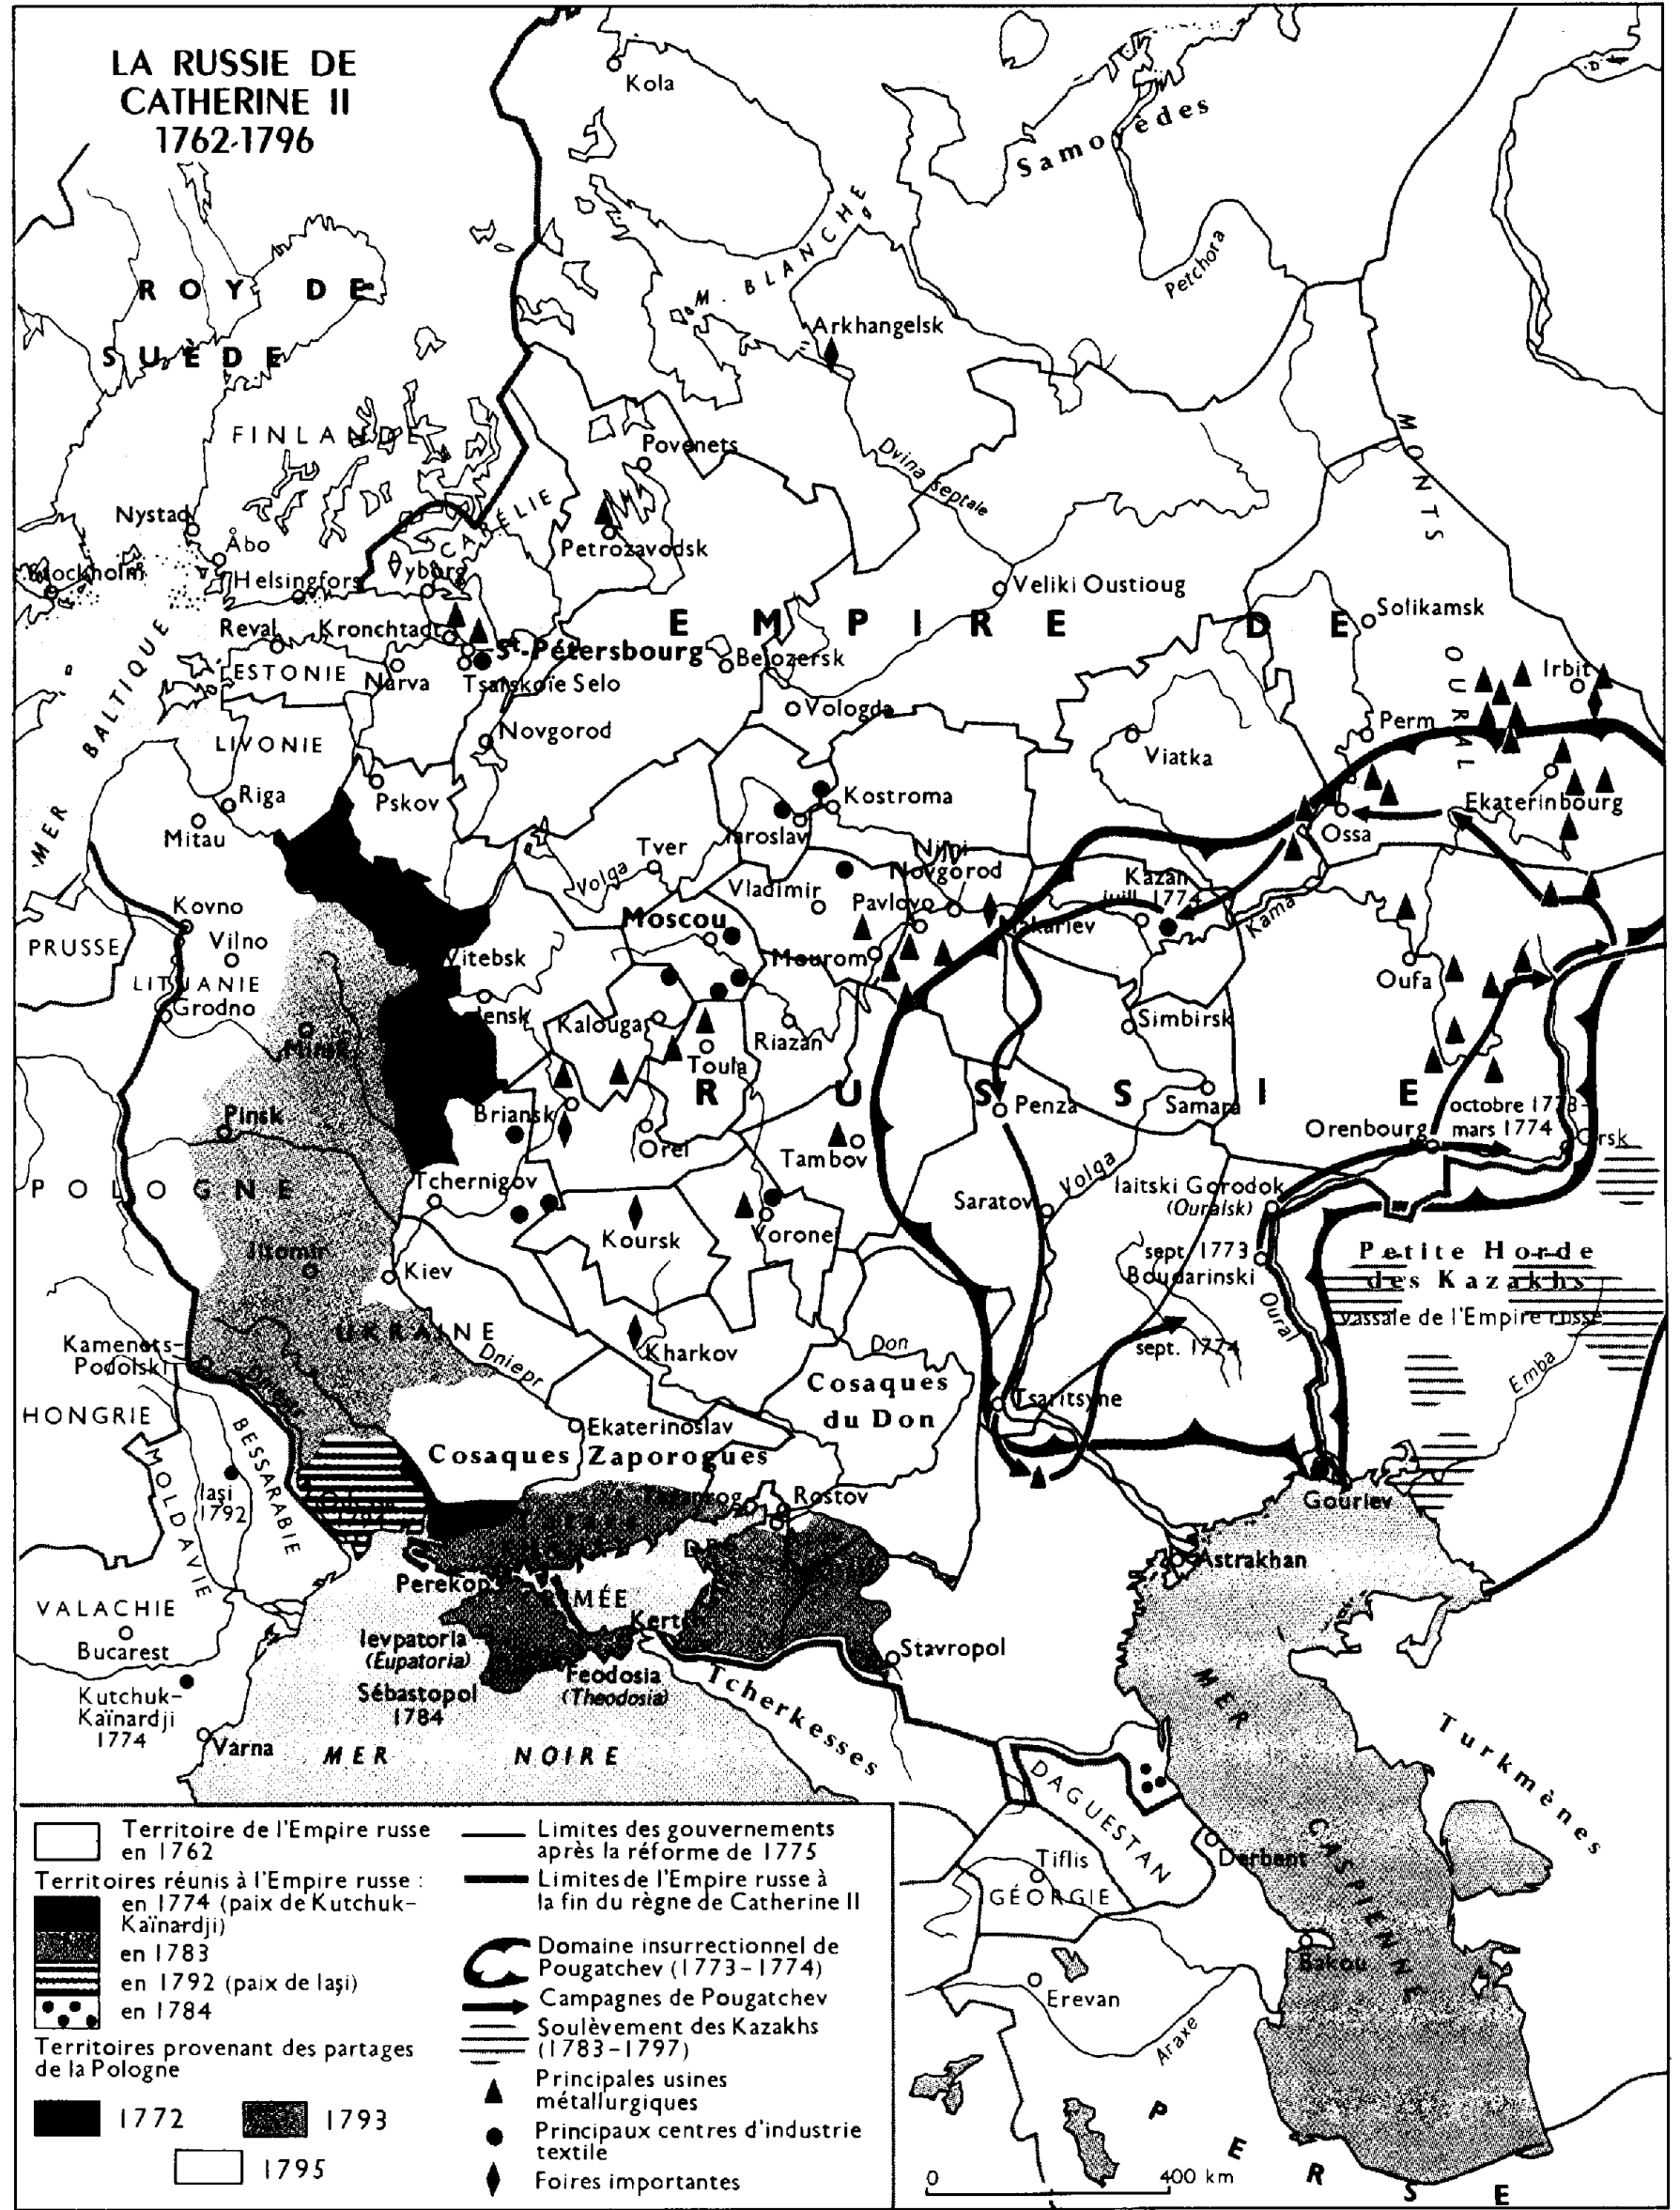 LA RUSSIE DE
CATHERINE II
1762-1796
Kola
Samoyèdes
M. BLANCHE
Petchora
Arkhangelsk
ROY DE
SUÈDE
FINLANDE
Povenets
Dvina septale
MONTS
OURAL
Nystad
Åbo
CARÉLIE
Petrozavodsk
Stockholm
Helsingfors
Vyborg
Veliki Oustioug
Solikamsk
EMPIRE DE
Reval
Kronchtadt
St-Pétersbourg
Belozersk
Irbit
ESTONIE
Narva
Tsarskoïe Selo
MER BALTIQUE
Vologda
Perm
Novgorod
LIVONIE
Viatka
Riga
Pskov
Kostroma
Ekaterinbourg
Mitau
Iaroslav
Ossa
Tver
Volga
Nijni
Novgorod
Vladimir
Pavlovo
Kazan
juill. 1774
Kovno
Moscou
Makariev
Kama
PRUSSE
Vilno
Vitebsk
Mourom
Oufa
LITUANIE
Grodno
lensk
Kalouga
Riazan
Simbirsk
Minsk
Toula
RUSSIE
Pinsk
Briansk
Penza
Samara
octobre 1773-
mars 1774
Orenbourg
Orsk
Orel
Tambov
POLOGNE
Tchernigov
Saratov
Volga
Iaitski Gorodok
(Ouralsk)
Koursk
Voronej
Jitomir
Kiev
sept. 1773
Boudarinski
Petite Horde
des Kazakhs
vassale de l'Empire russe
Oural
UKRAINE
Kamenets-
Podolski
Dniepr
Kharkov
Don
sept. 1774
Emba
Cosaques
du Don
Tsaritsyne
HONGRIE
Dniestr
BESSARABIE
Ekaterinoslav
Cosaques Zaporogues
MOLDAVIE
Iaşi
1792
Taganrog
Rostov
Gouriev
Astrakhan
Perekop
CRIMÉE
VALACHIE
Bucarest
Kertch
Ievpatoria
(Eupatoria)
Feodosia
(Theodosia)
Stavropol
Sébastopol
1784
Tcherkesses
Kutchuk-
Kaïnardji
1774
Varna
MER NOIRE
MER CASPIENNE
Turkmènes
DAGUESTAN
Derbent
Tiflis
GÉORGIE
Bakou
Erevan
Araxe
PERSE
0 400 km
Territoire de l'Empire russe
en 1762
Territoires réunis à l'Empire russe :
en 1774 (paix de Kutchuk-
Kaïnardji)
en 1783
en 1792 (paix de Iaşi)
en 1784
Territoires provenant des partages
de la Pologne
1772
1793
1795
Limites des gouvernements
après la réforme de 1775
Limites de l'Empire russe à
la fin du règne de Catherine II
Domaine insurrectionnel de
Pougatchev (1773-1774)
Campagnes de Pougatchev
Soulèvement des Kazakhs
(1783-1797)
Principales usines
métallurgiques
Principaux centres d'industrie
textile
Foires importantes